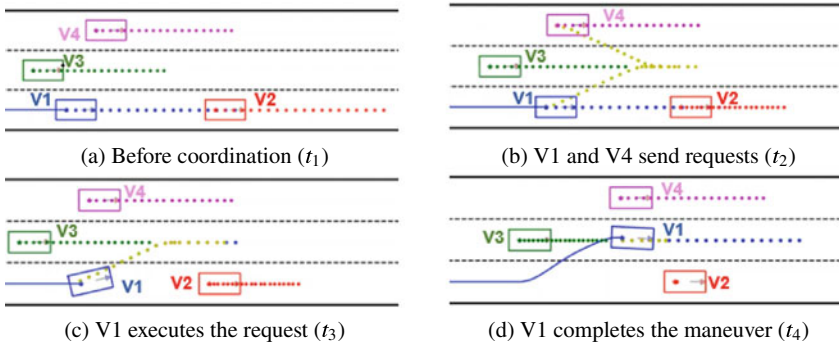 V4
V3
V1
V2
(a) Before coordination (t1)
V4
V3
V1
V2
(b) V1 and V4 send requests (t2)
V4
V3
V1
V2
(c) V1 executes the request (t3)
V4
V3
V1
V2
(d) V1 completes the maneuver (t4)